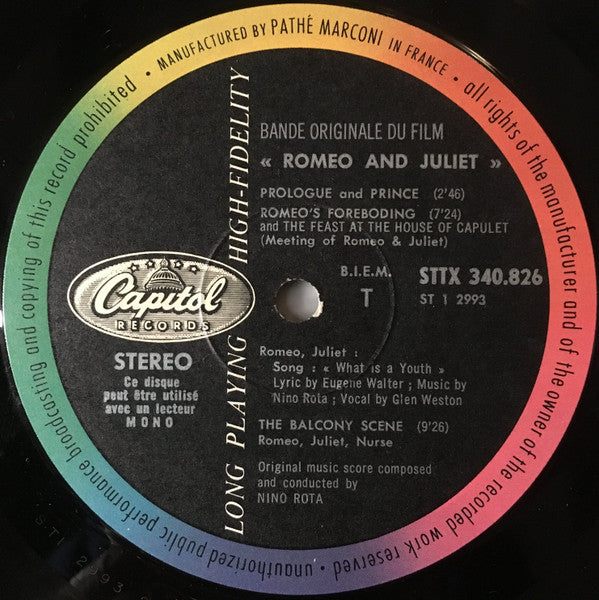 • MANUFACTURED BY PATHÉ MARCONI IN FRANCE • all rights of the manufacturer and of the owner of the recorded work reserved • unauthorized public performance broadcasting and copying of this record prohibited
LONG PLAYING HIGH-FIDELITY
BANDE ORIGINALE DU FILM
« ROMEO AND JULIET »
PROLOGUE and PRINCE (2'46)
ROMEO'S FOREBODING (7'24)
and THE FEAST AT THE HOUSE OF CAPULET
(Meeting of Romeo & Juliet)
B.I.E.M. STTX 340.826
T ST 1 2993
Capitol
RECORDS
STEREO
Ce disque
peut être utilisé
avec un lecteur
MONO
Romeo, Juliet :
Song : « What is a Youth »
Lyric by Eugene Walter ; Music by
Nino Rota ; Vocal by Glen Weston
THE BALCONY SCENE (9'26)
Romeo, Juliet, Nurse
Original music score composed
and conducted by
NINO ROTA